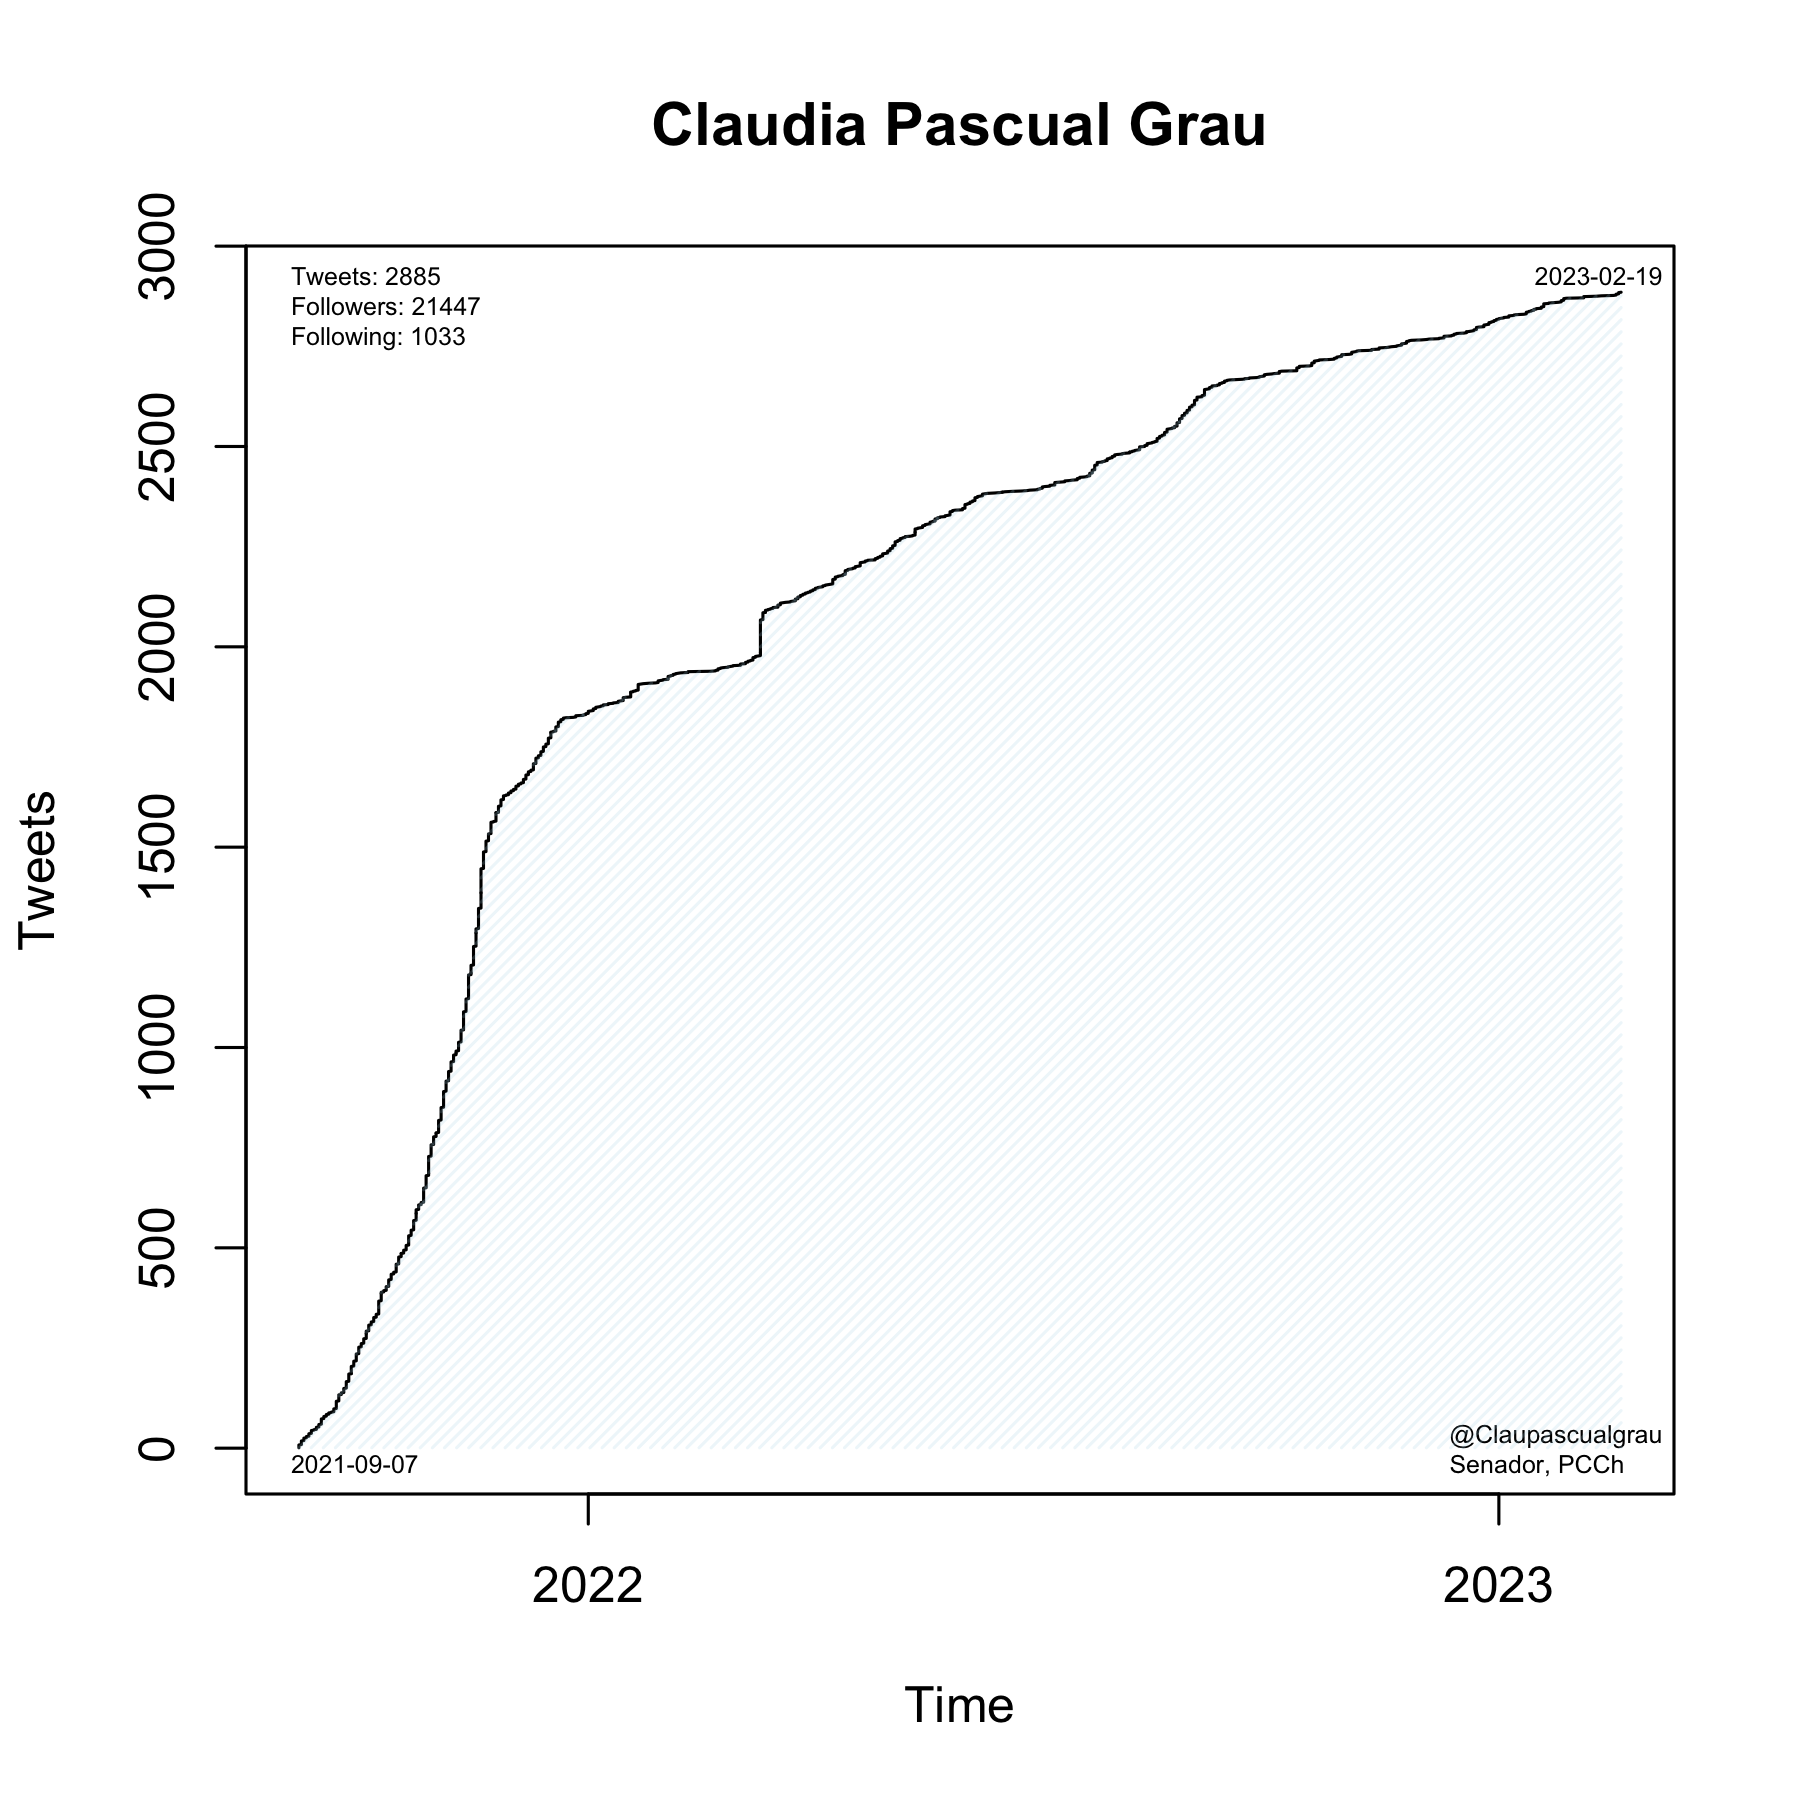 Claudia Pascual Grau
Tweets: 2885
Followers: 21447
Following: 1033
2023-02-19
3000
2500
2000
1500
1000
500
0
Tweets
@Claupascualgrau
Senador, PCCh
2021-09-07
2022
2023
Time